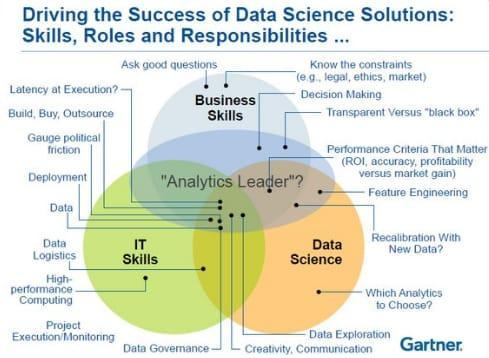 Driving the Success of Data Science Solutions:
Skills, Roles and Responsibilities ...
Ask good questions
Know the constraints
(e.g., legal, ethics, market)
Latency at Execution?
Business
Skills
Decision Making
Build, Buy, Outsource
Transparent Versus "black box"
Gauge political
friction
Performance Criteria That Matter
(ROI, accuracy, profitability
versus market gain)
Deployment
"Analytics Leader"?
Feature Engineering
Data
IT
Skills
Data
Science
Recalibration With
New Data?
Data
Logistics
High-
performance
Computing
Which Analytics
to Choose?
Project
Execution/Monitoring
Data Exploration
Data Governance
Creativity, Communication
Gartner.